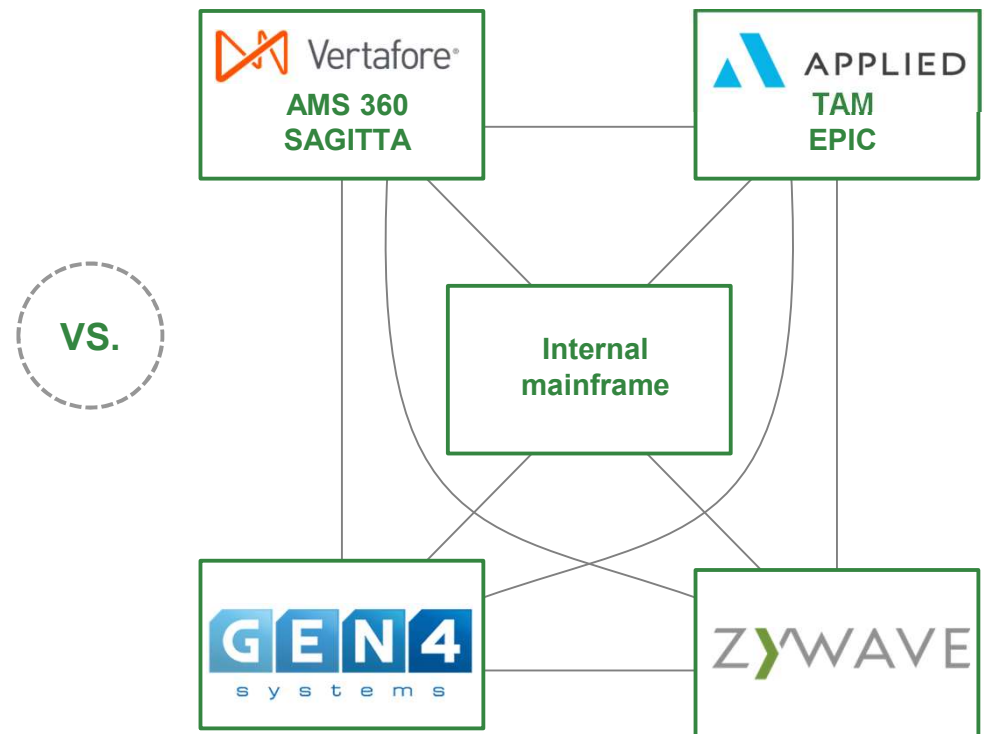 Vertafore®
AMS 360
SAGITTA
APPLIED
TAM
EPIC
VS.
Internal
mainframe
GEN4
systems
ZYWAVE